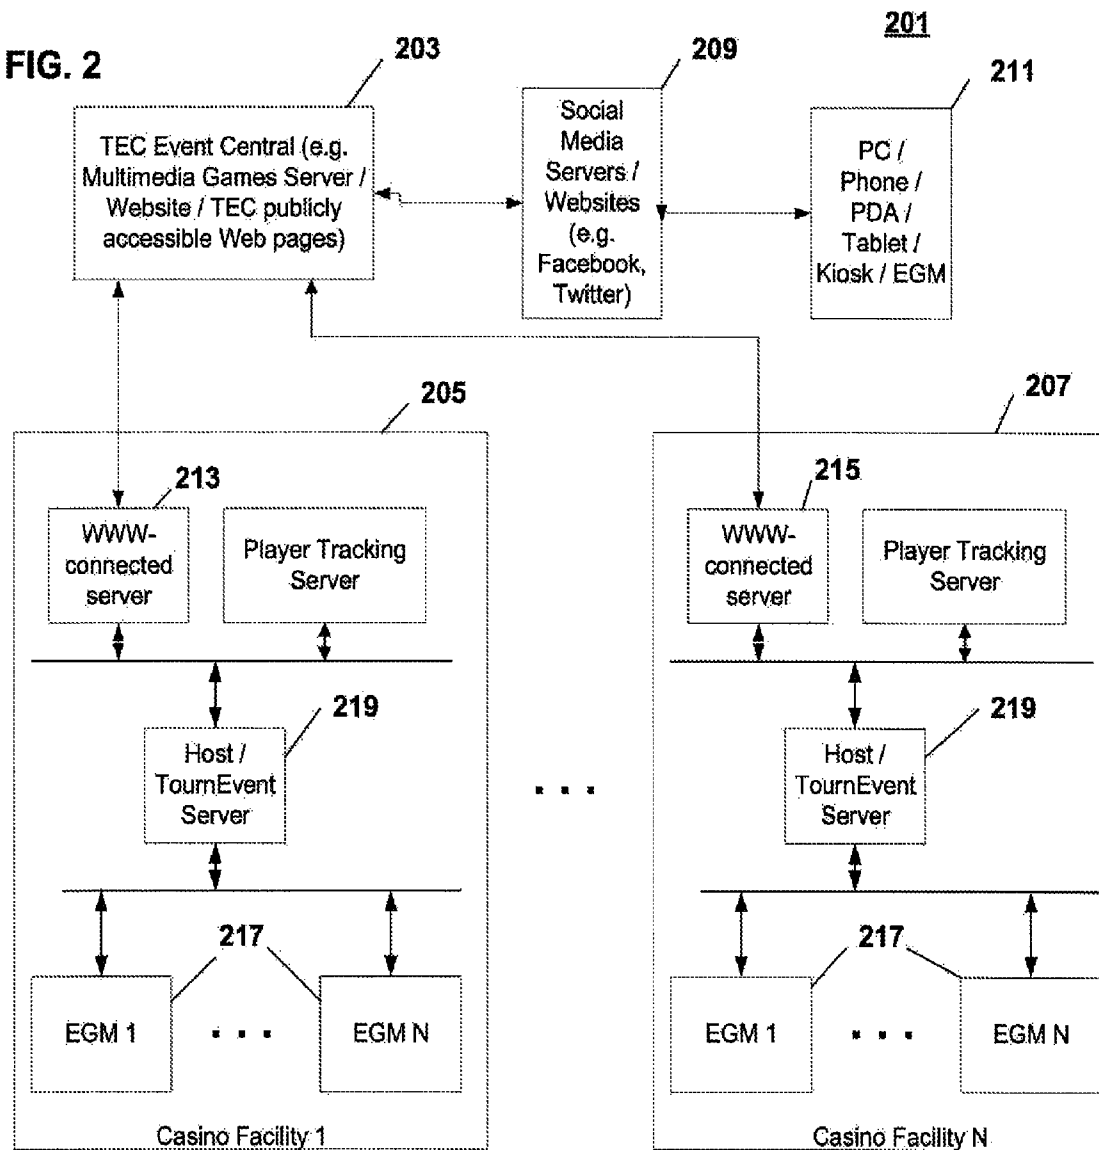 201
FIG. 2
203
209
211
TEC Event Central (e.g.
Multimedia Games Server /
Website / TEC publicly
accessible Web pages)
Social
Media
Servers /
Websites
(e.g.
Facebook,
Twitter)
PC /
Phone /
PDA /
Tablet /
Kiosk / EGM
205
207
213
WWW-
connected
server
Player Tracking
Server
215
WWW-
connected
server
Player Tracking
Server
219
Host /
TournEvent
Server
. . .
219
Host /
TournEvent
Server
217
EGM 1
. . .
EGM N
217
EGM 1
. . .
EGM N
Casino Facility 1
Casino Facility N